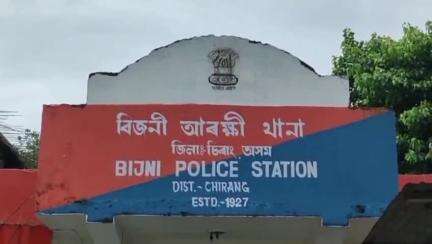 বিজনী আৰক্ষী থানা
জিলাঃ চিৰাং অসম
BIJNI POLICE STATION
DIST.- CHIRANG
ESTD.-1927